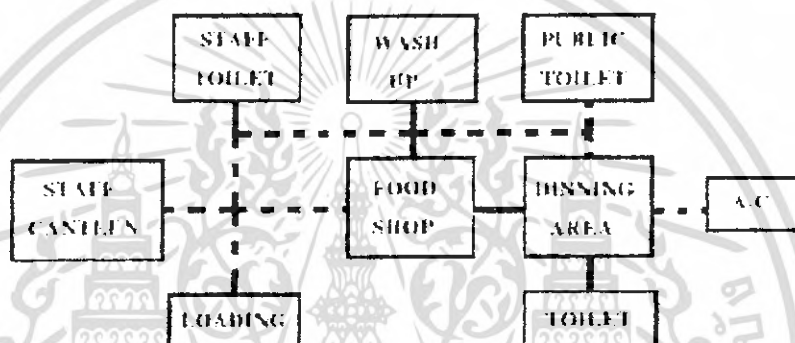 STAFF
TOILET
WASH
UP
PUBLIC
TOILET
STAFF
CANTEEN
FOOD
SHOP
DINNING
AREA
A.C
LOADING
TOILET